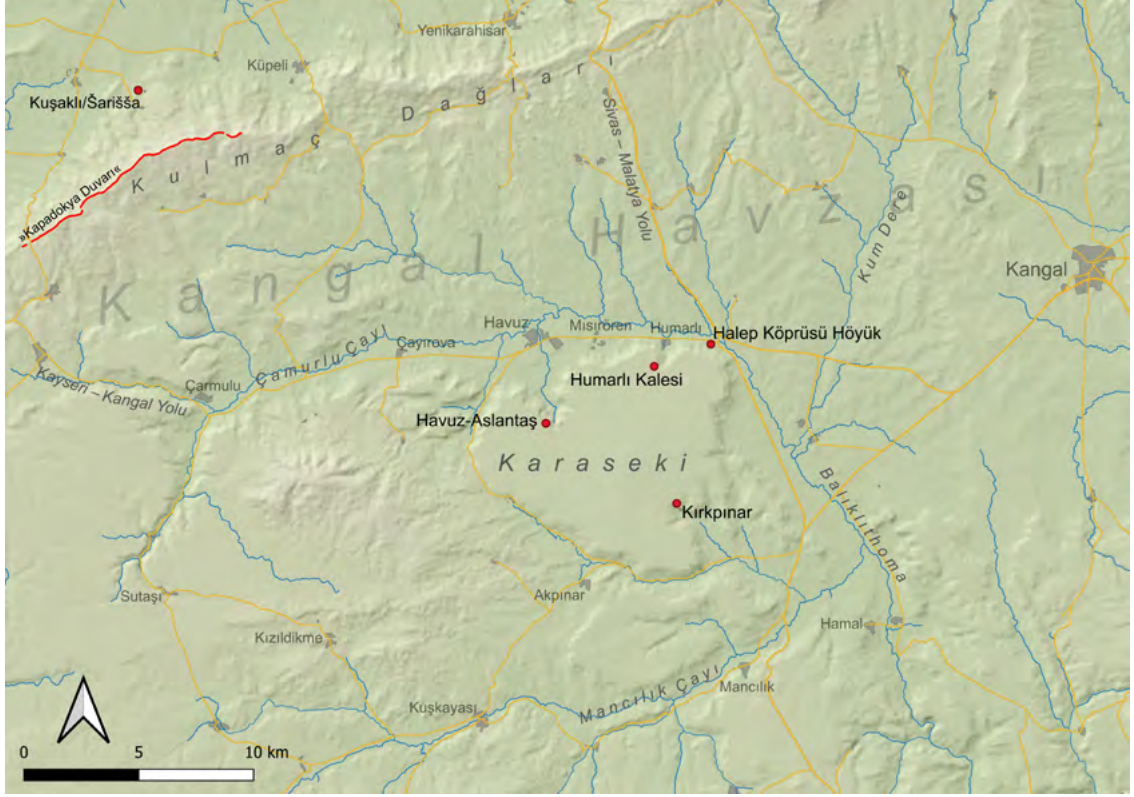 Yenikarahisar
Küpeli
Kuşaklı/Šarišša
Kulmaç Dağları
Sivas – Malatya Yolu
»Kapadokya Duvarı«
Kangal Havzası
Kum Dere
Kangal
Havuz
Mısırören
Humarlı
Halep Köprüsü Höyük
Çayırova
Çamurlu Çayı
Humarlı Kalesi
Kayseri – Kangal Yolu
Çarmulu
Havuz-Aslantaş
Karaseki
Balıklıthoma
Kırkpınar
Sutaşı
Akpınar
Hamal
Kızıldikme
Mancılık
Mancılık Çayı
Kuşkayası
0 5 10 km